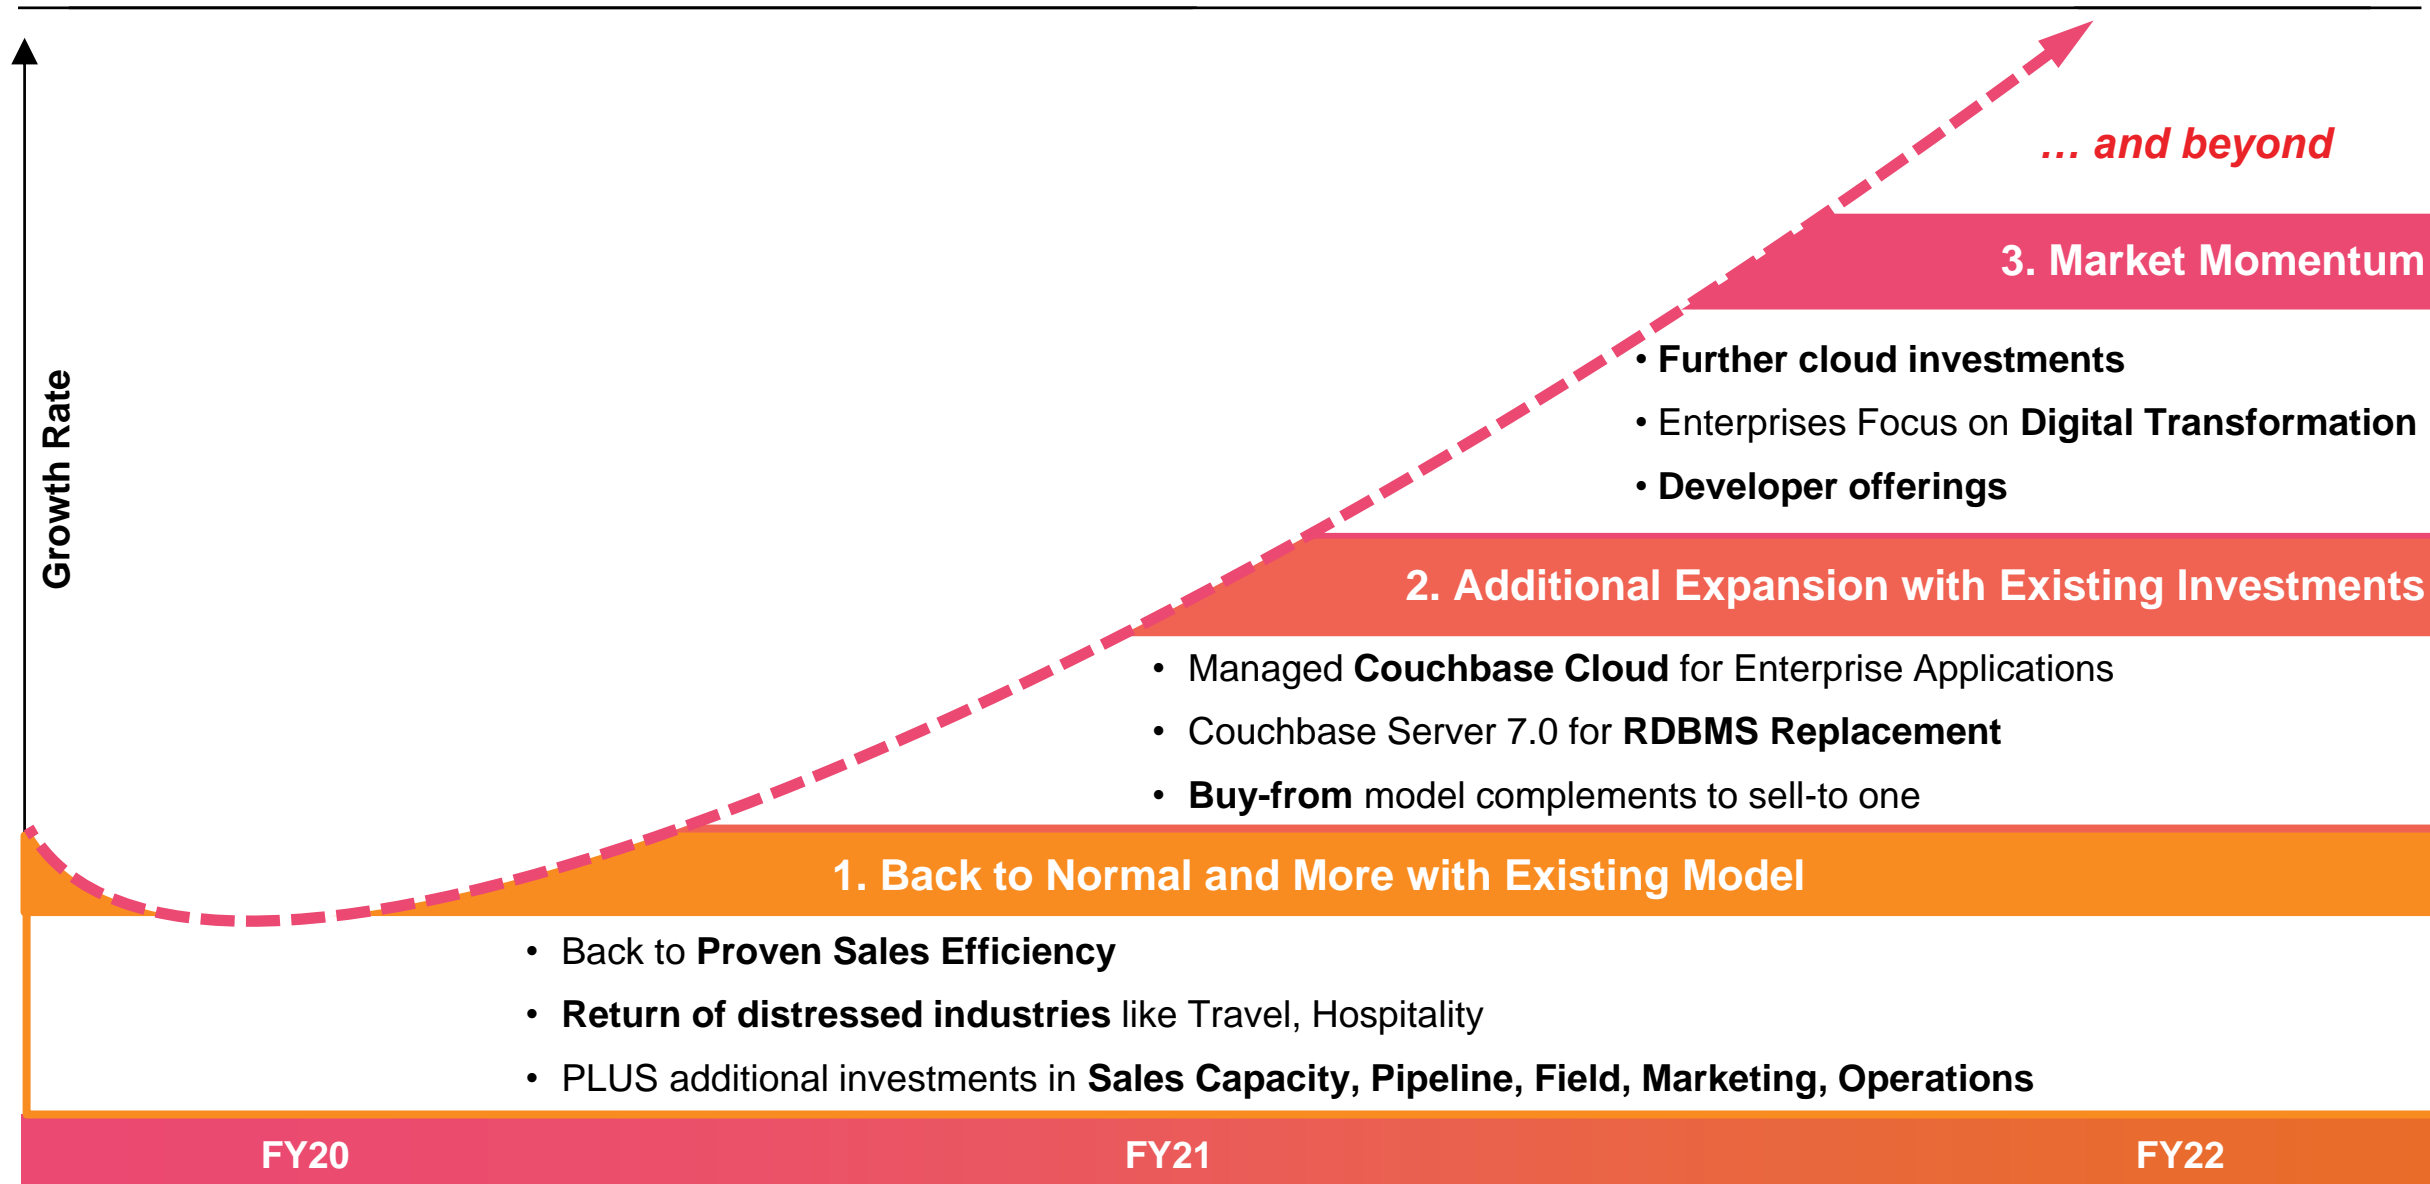 ... and beyond
3. Market Momentum
• Further cloud investments
• Enterprises Focus on Digital Transformation
• Developer offerings
Growth Rate
2. Additional Expansion with Existing Investments
• Managed Couchbase Cloud for Enterprise Applications
• Couchbase Server 7.0 for RDBMS Replacement
• Buy-from model complements to sell-to one
1. Back to Normal and More with Existing Model
• Back to Proven Sales Efficiency
• Return of distressed industries like Travel, Hospitality
• PLUS additional investments in Sales Capacity, Pipeline, Field, Marketing, Operations
FY20 FY21 FY22